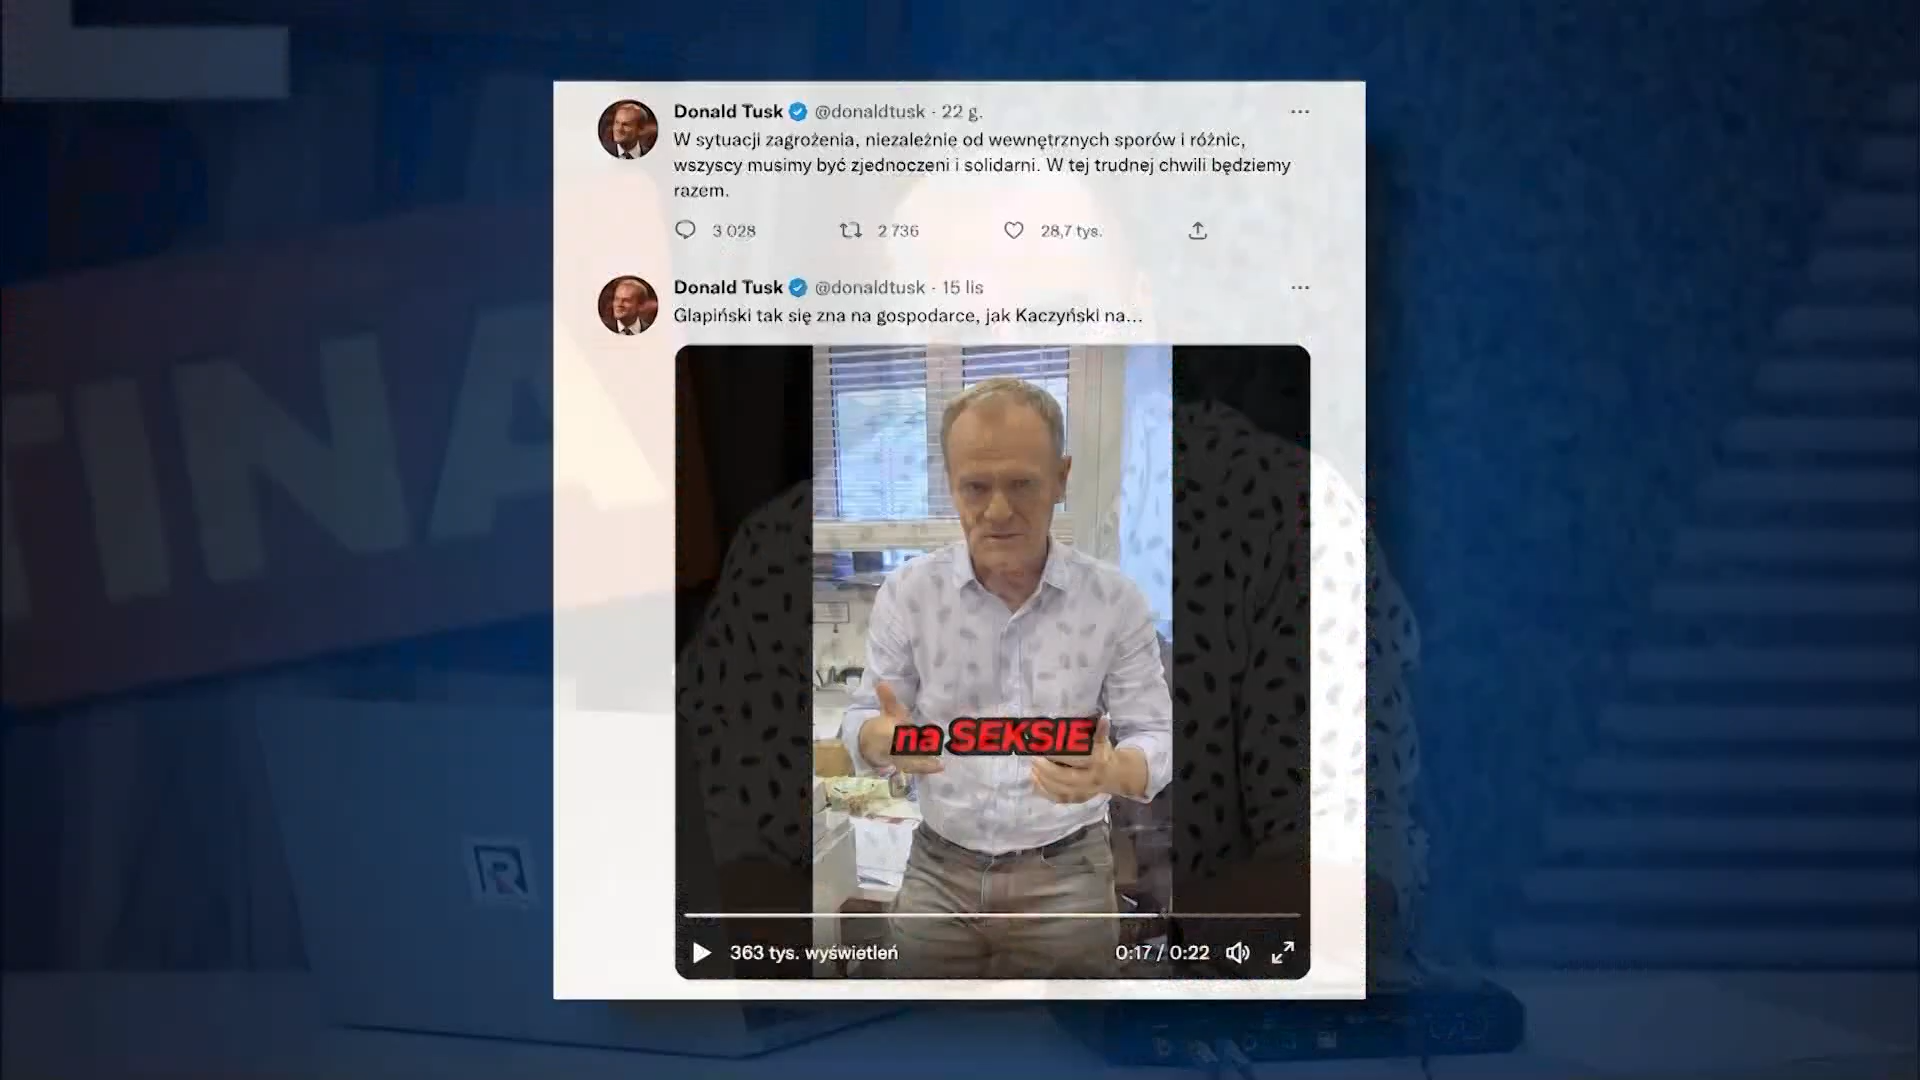 Donald Tusk @donaldtusk · 22 g.
W sytuacji zagrożenia, niezależnie od wewnętrznych sporów i różnic,
wszyscy musimy być zjednoczeni i solidarni. W tej trudnej chwili będziemy
razem.
3 028 2 736 28,7 tys.
Donald Tusk @donaldtusk · 15 lis
Glapiński tak się zna na gospodarce, jak Kaczyński na...
na SEKSIE
363 tys. wyświetleń 0:17 / 0:22
TINA
R